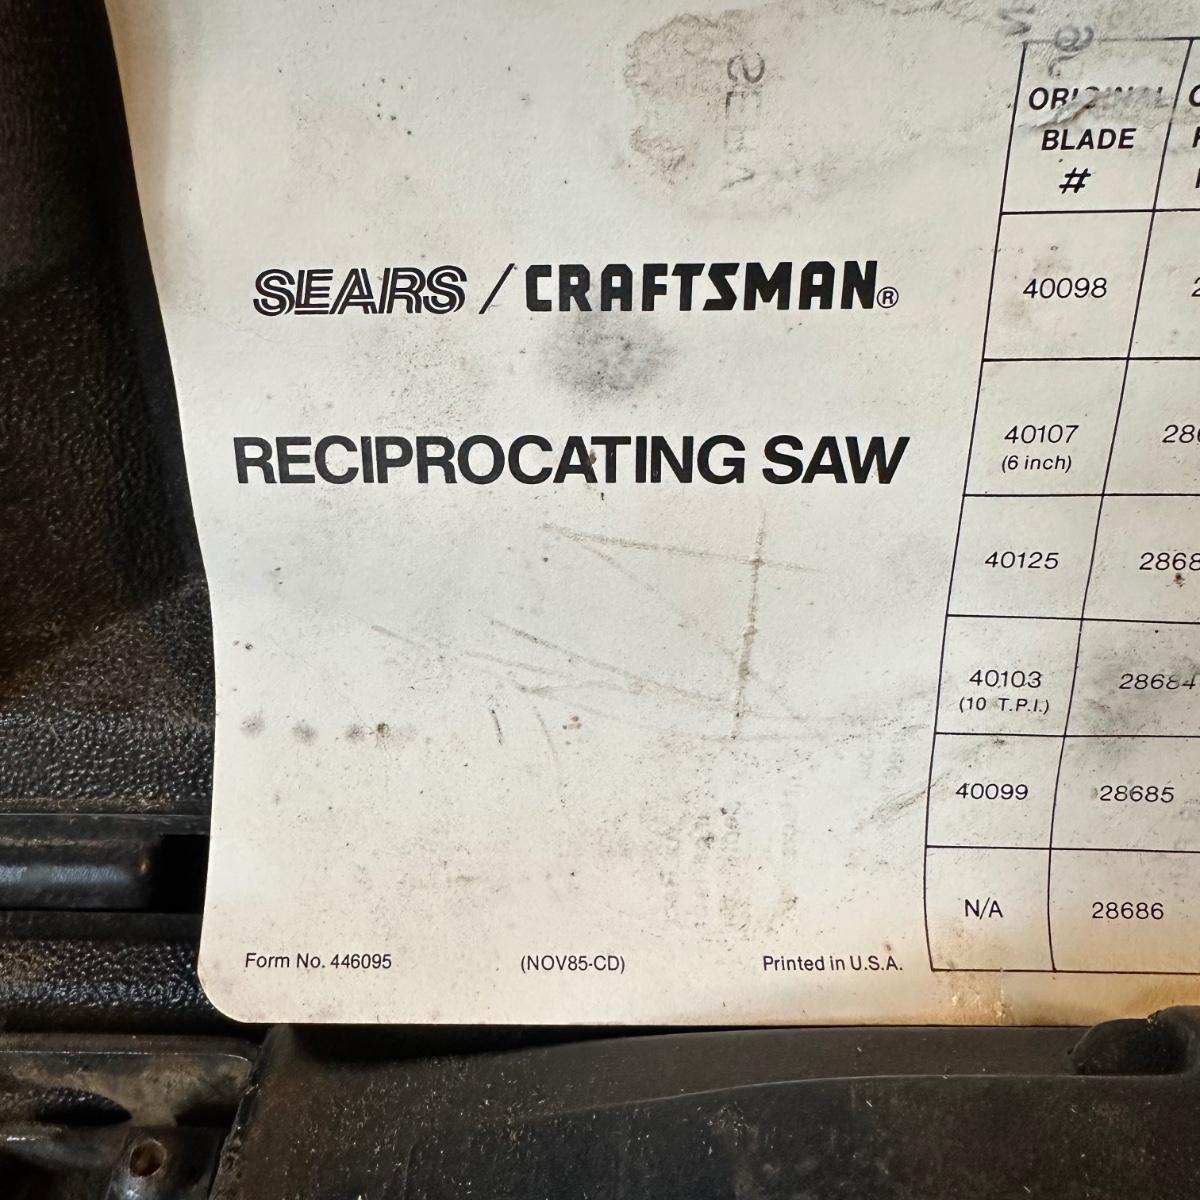 SEARS / CRAFTSMAN®
RECIPROCATING SAW
Form No. 446095 (NOV85-CD) Printed in U.S.A.
ORIGINAL
BLADE
#
40098
40107
(6 inch)
40125
40103 28684
(10 T.P.I.)
40099 28685
N/A 28686